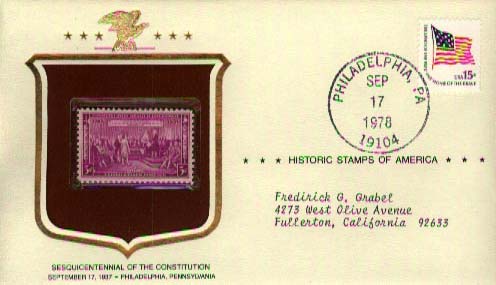 PHILADELPHIA, PA
SEP
17
1978
19104
USA 15c
★ ★ ★ HISTORIC STAMPS OF AMERICA ★ ★ ★
Fredirick G. Grabel
4273 West Olive Avenue
Fullerton, California 92633
SESQUICENTENNIAL OF THE CONSTITUTION
SEPTEMBER 17, 1937 • PHILADELPHIA, PENNSYLVANIA